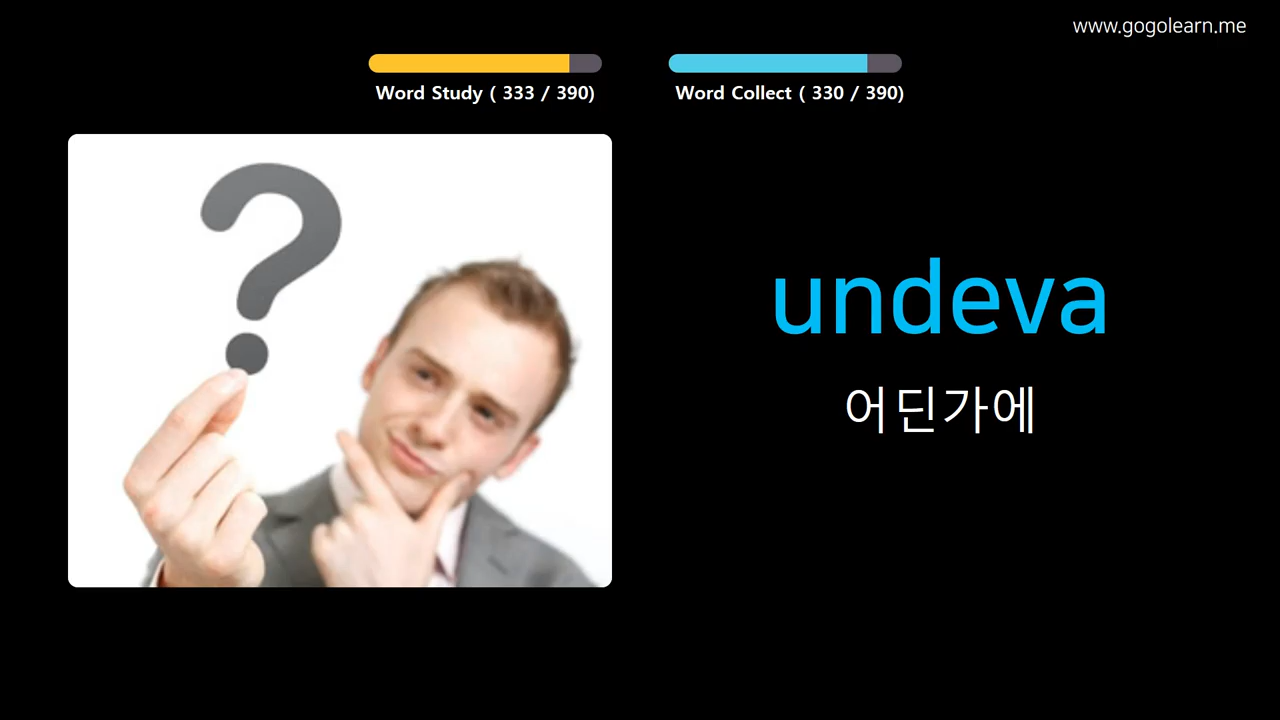 www.gogolearn.me
Word Study ( 333 / 390)
Word Collect ( 330 / 390)
?
undeva
어딘가에